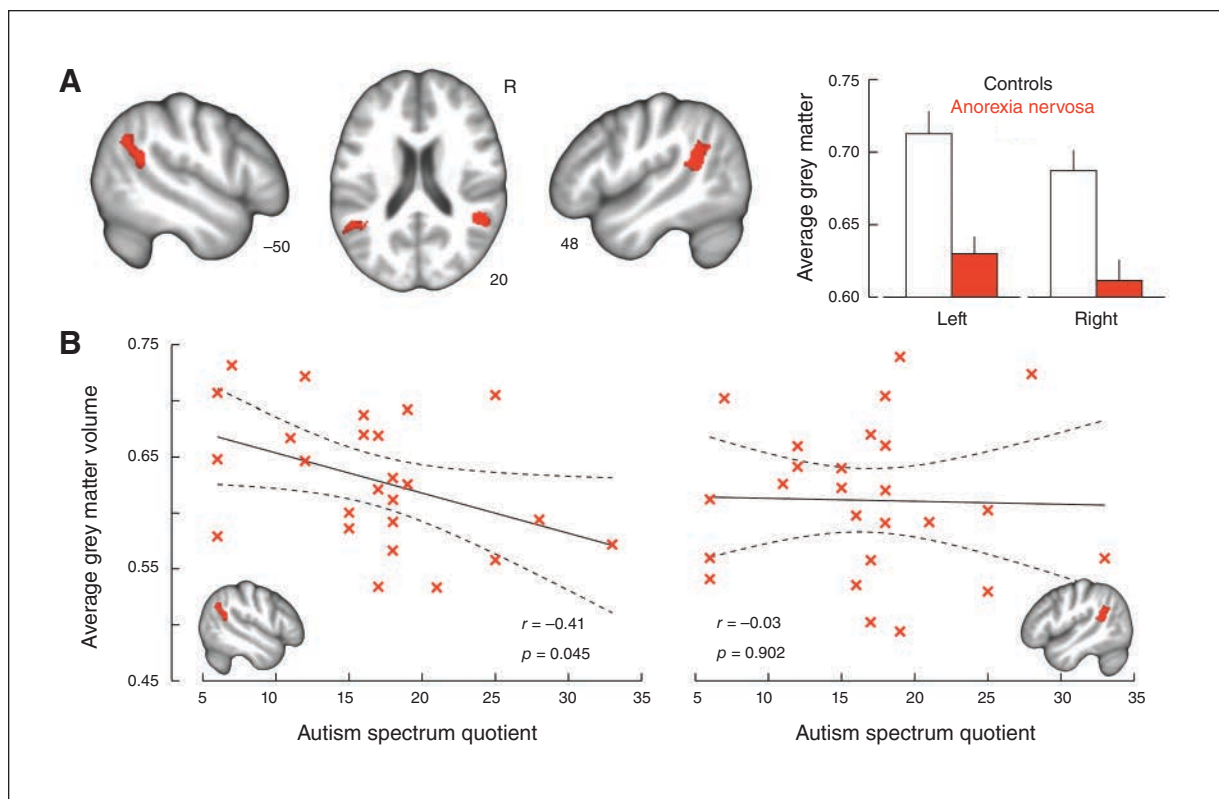 A
R
−50
20
48
0.75
0.70
0.65
0.60
Average grey matter
Controls
Anorexia nervosa
Left
Right
B
0.75
0.65
0.55
0.45
Average grey matter volume
r = −0.41
p = 0.045
5
10
15
20
25
30
35
Autism spectrum quotient
r = −0.03
p = 0.902
5
10
15
20
25
30
35
Autism spectrum quotient